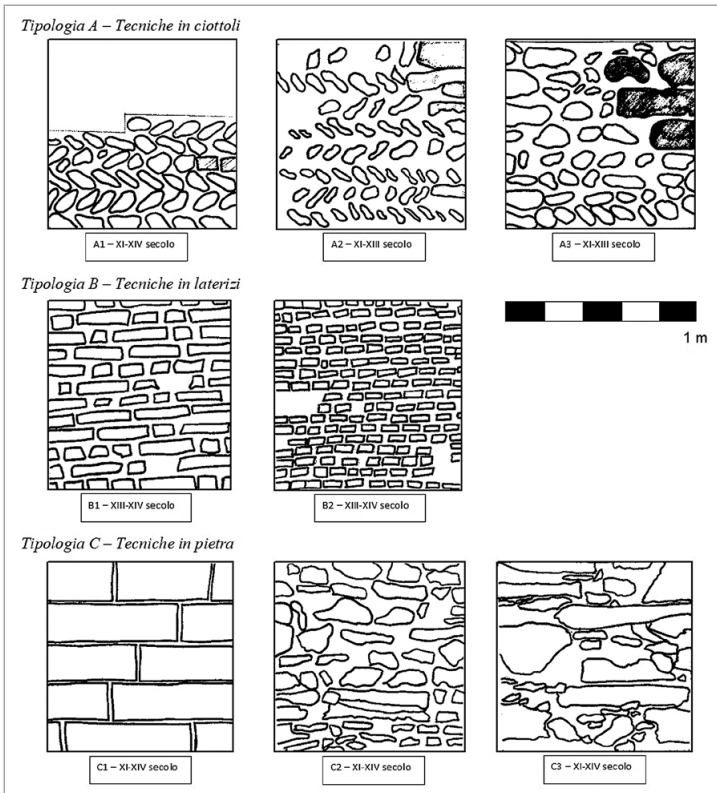 Tipologia A – Tecniche in ciottoli
A1 – XI-XIV secolo
A2 – XI-XIII secolo
A3 – XI-XIII secolo
Tipologia B – Tecniche in laterizi
1 m
B1 – XIII-XIV secolo
B2 – XIII-XIV secolo
Tipologia C – Tecniche in pietra
C1 – XI-XIV secolo
C2 – XI-XIV secolo
C3 – XI-XIV secolo